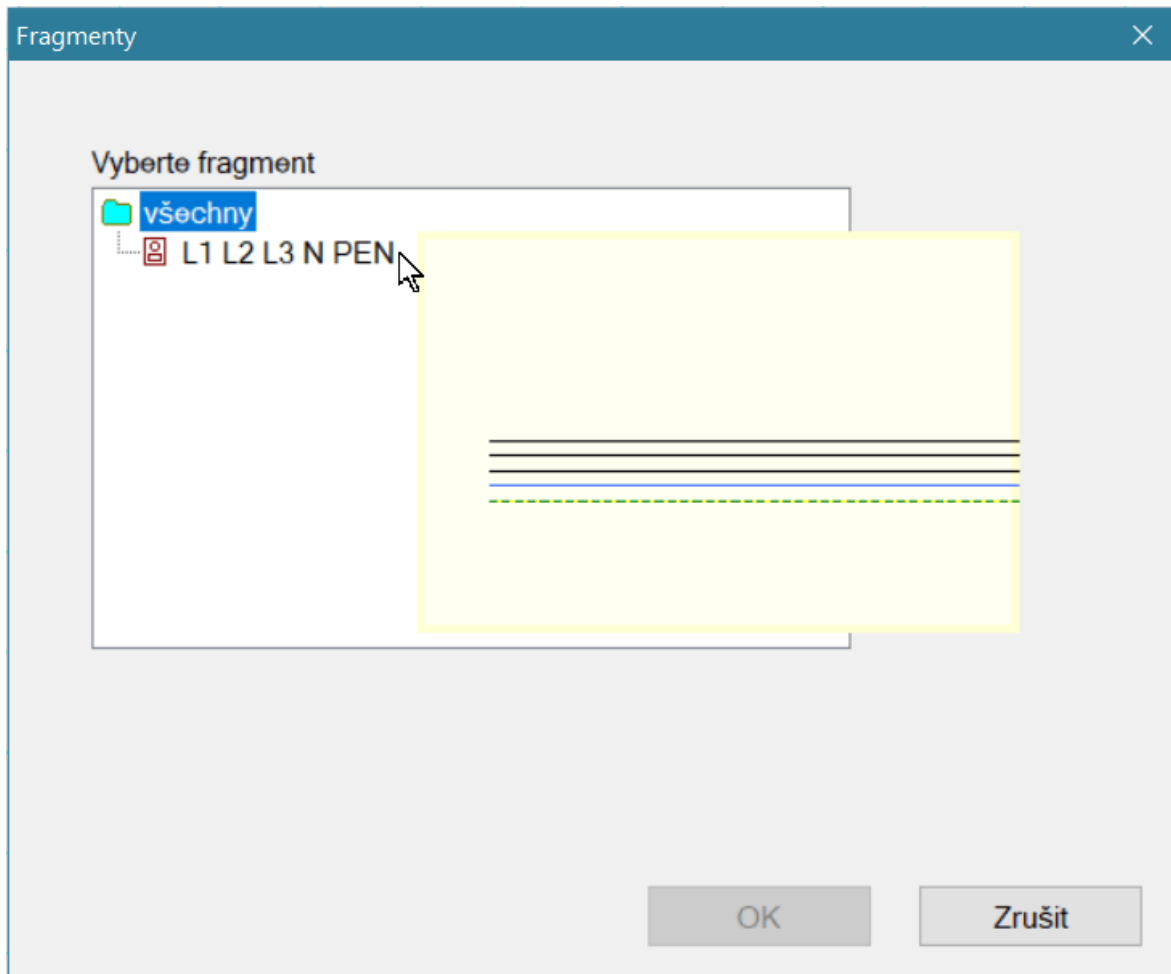 Fragmenty
Vyberte fragment
všechny
L1 L2 L3 N PEN
OK
Zrušit